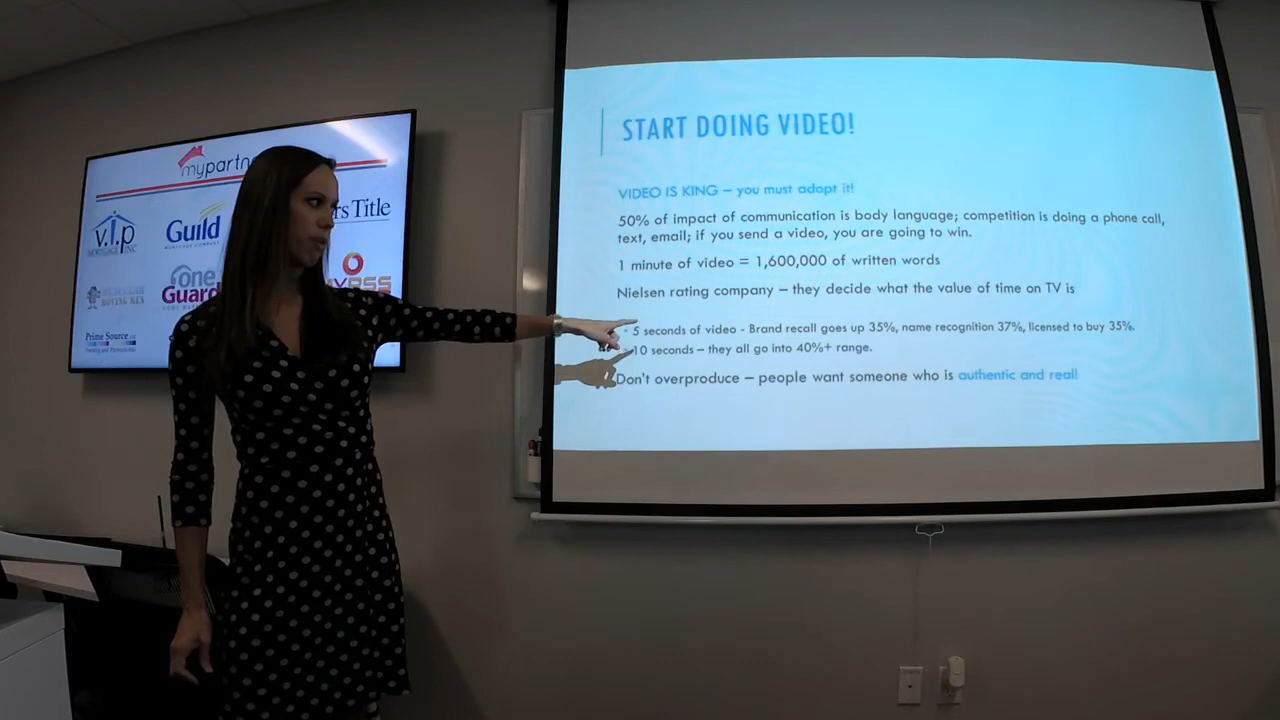 mypartn
v.i.p
MORTGAGE INC
Guild
MORTGAGE COMPANY
rs Title
one
Guard
Prime Source
Printing and Promotional
START DOING VIDEO!
VIDEO IS KING – you must adopt it!
50% of impact of communication is body language; competition is doing a phone call,
text, email; if you send a video, you are going to win.
1 minute of video = 1,600,000 of written words
Nielsen rating company – they decide what the value of time on TV is
5 seconds of video - Brand recall goes up 35%, name recognition 37%, licensed to buy 35%.
10 seconds – they all go into 40%+ range.
Don't overproduce – people want someone who is authentic and real!